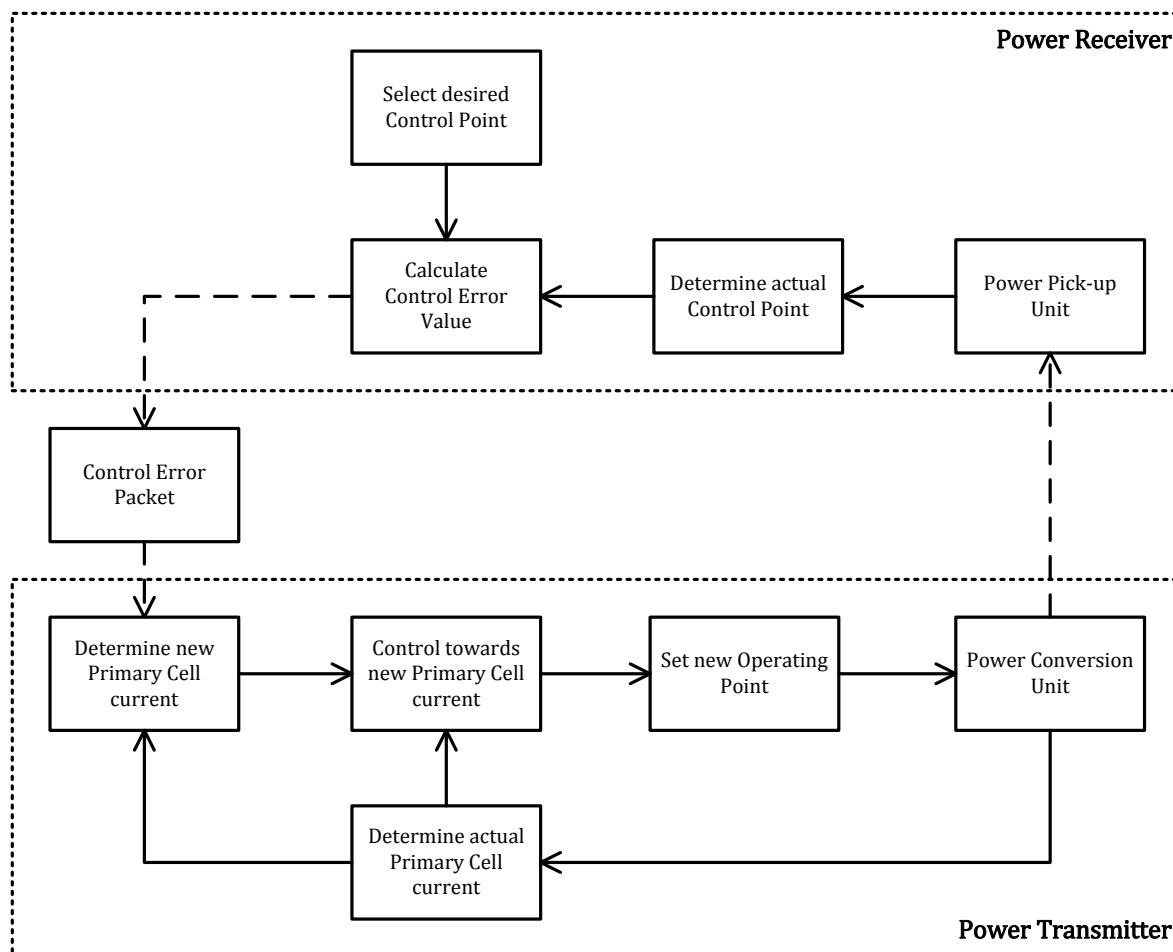 Power Receiver
Select desired
Control Point
Calculate
Control Error
Value
Determine actual
Control Point
Power Pick-up
Unit
Control Error
Packet
Determine new
Primary Cell
current
Control towards
new Primary Cell
current
Set new Operating
Point
Power Conversion
Unit
Determine actual
Primary Cell
current
Power Transmitter